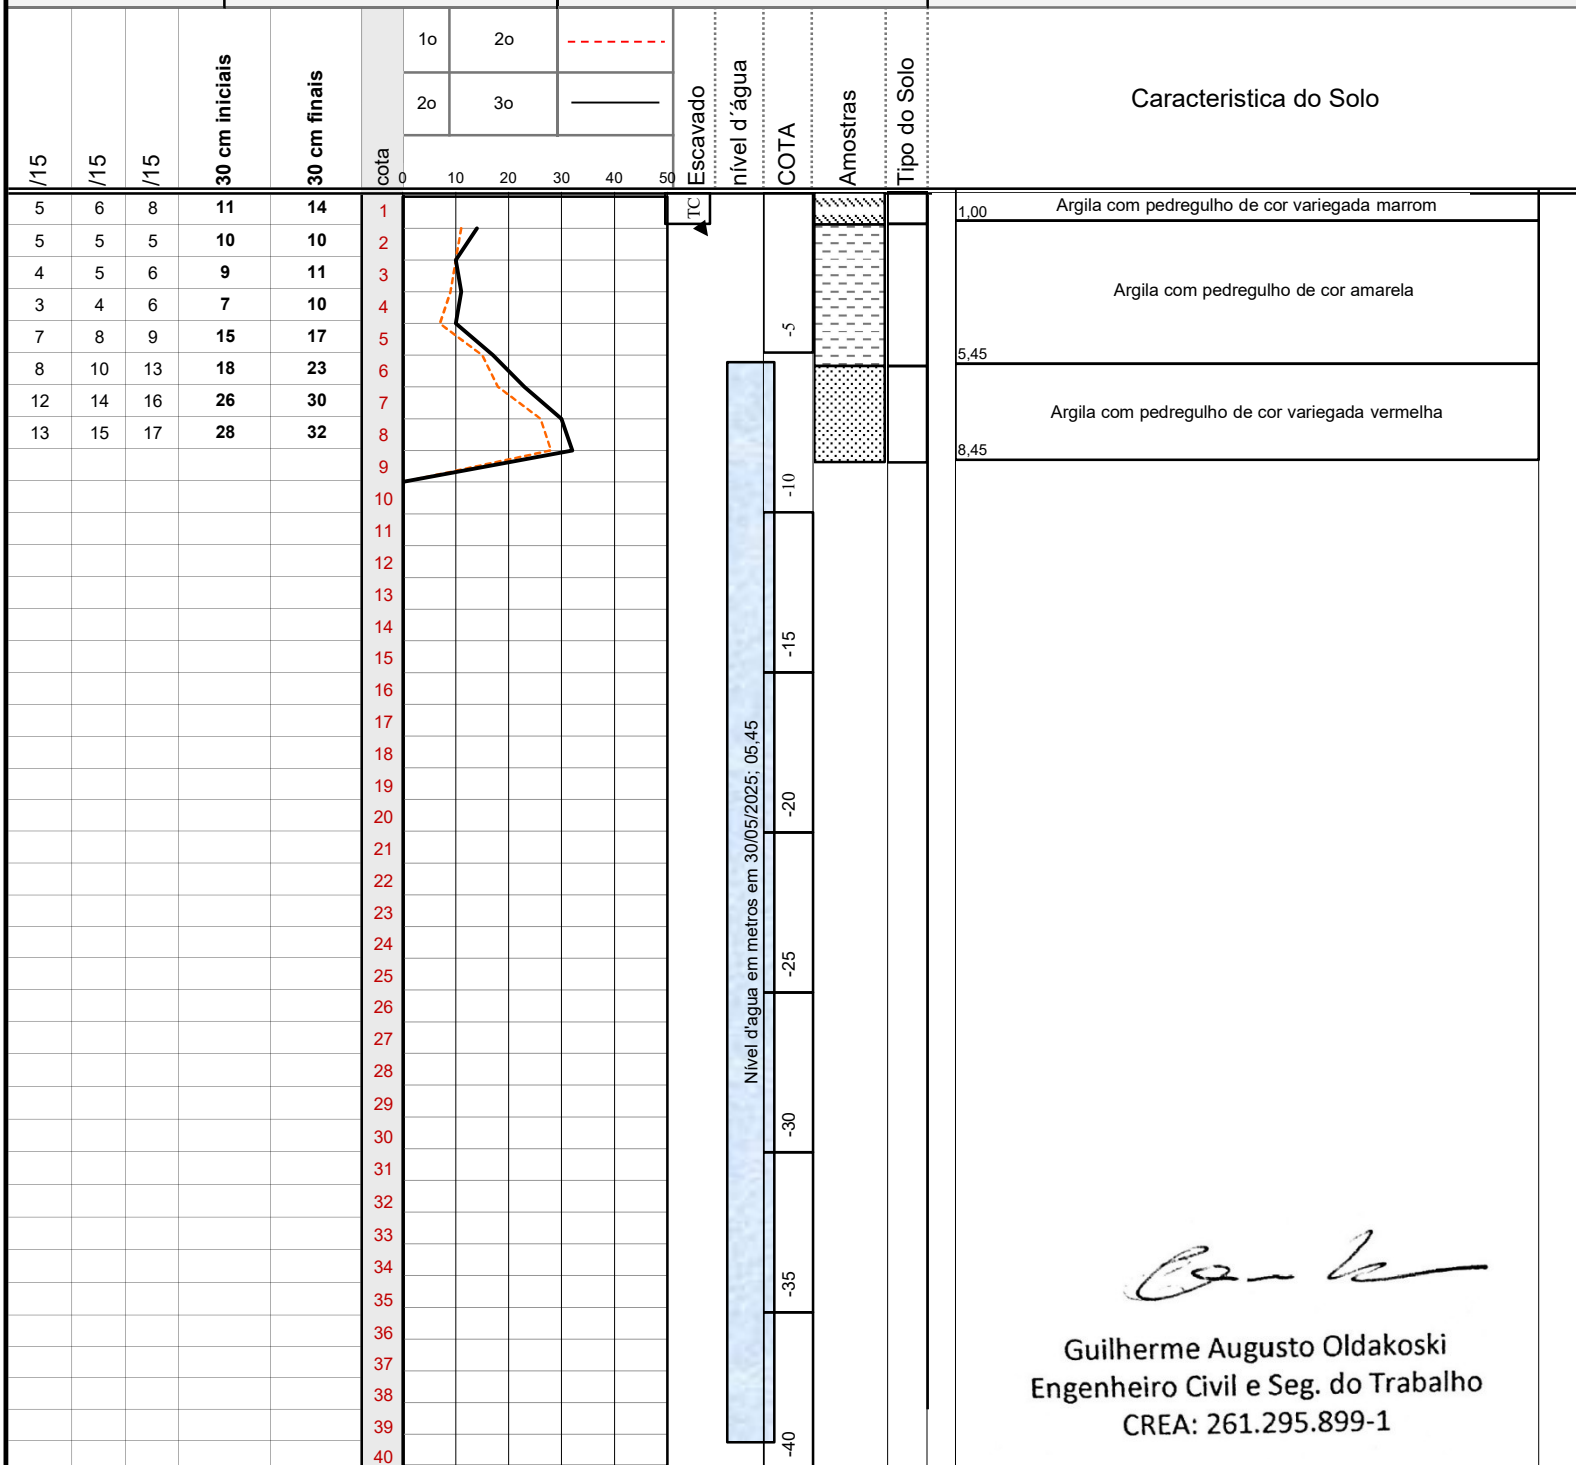 1o 2o
2o 3o
/15 /15 /15 30 cm iniciais 30 cm finais cota 0 10 20 30 40 50 Escavado nível d´água COTA Amostras Tipo do Solo Caracteristica do Solo
5 6 8 11 14 1 TC 1,00 Argila com pedregulho de cor variegada marrom
5 5 5 10 10 2
4 5 6 9 11 3
3 4 6 7 10 4 Argila com pedregulho de cor amarela
7 8 9 15 17 5 -5 5,45
8 10 13 18 23 6
12 14 16 26 30 7 Argila com pedregulho de cor variegada vermelha
13 15 17 28 32 8 8,45
9
10 -10
11
12
13
14
15 -15
16
17
18
19
20 -20
21
22
23
24
25 -25
26
27
28
29
30 -30
31
32
33
34
35 -35
36
37
38
39
40 -40
Nível d'agua em metros em 30/05/2025; 05,45
Guilherme Augusto Oldakoski
Engenheiro Civil e Seg. do Trabalho
CREA: 261.295.899-1